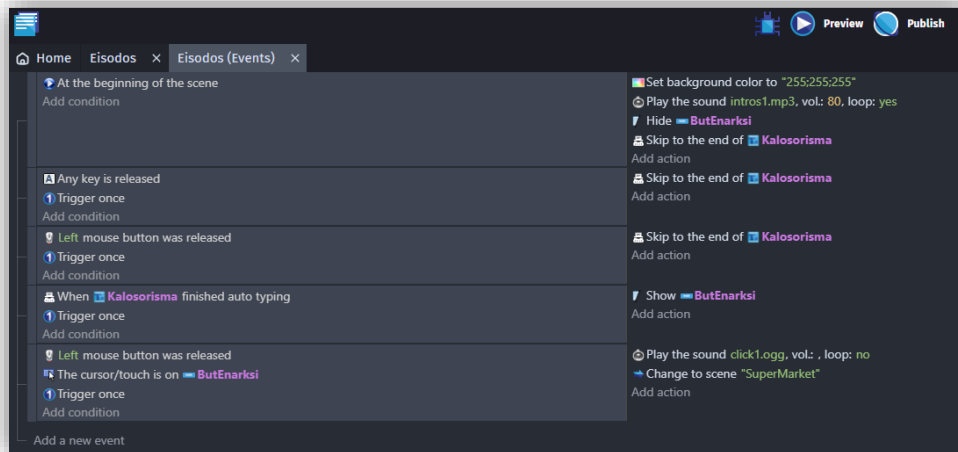 Preview
Publish
Home
Eisodos ×
Eisodos (Events) ×
At the beginning of the scene
Add condition
Set background color to "255;255;255"
Play the sound intros1.mp3, vol.: 80, loop: yes
Hide ButEnarksi
Skip to the end of Kalosorisma
Add action
A Any key is released
1 Trigger once
Add condition
Skip to the end of Kalosorisma
Add action
Left mouse button was released
1 Trigger once
Add condition
Skip to the end of Kalosorisma
Add action
When Kalosorisma finished auto typing
1 Trigger once
Add condition
Show ButEnarksi
Add action
Left mouse button was released
The cursor/touch is on ButEnarksi
1 Trigger once
Add condition
Play the sound click1.ogg, vol.: , loop: no
Change to scene "SuperMarket"
Add action
Add a new event